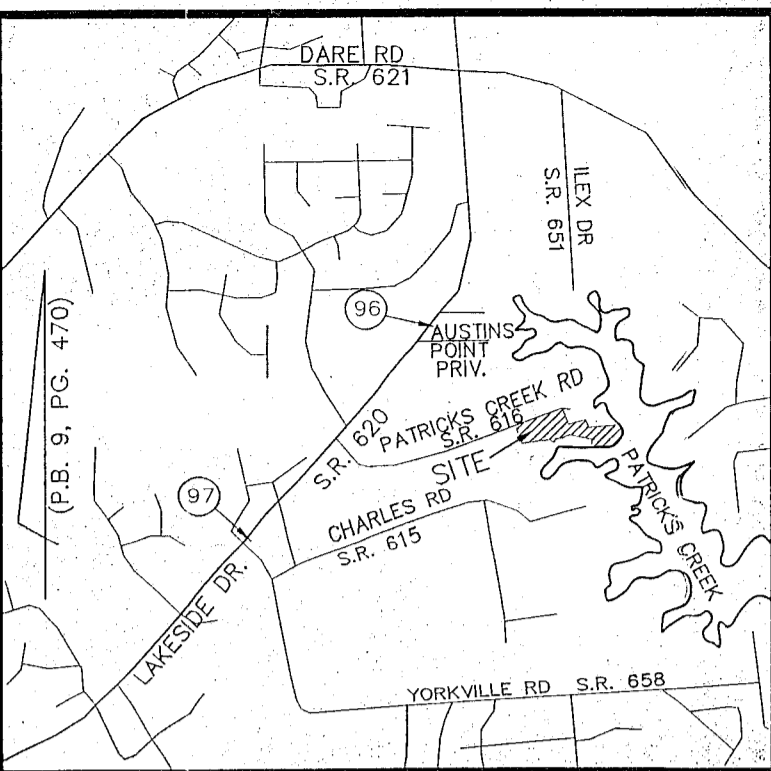 DARE RD
S.R. 621
ILEX DR
S.R. 651
(P.B. 9, PG. 470)
96
AUSTINS
POINT
PRIV.
PATRICKS CREEK RD
S.R. 616
S.R. 620
SITE
97
CHARLES RD
S.R. 615
PATRICK'S CREEK
LAKESIDE DR.
YORKVILLE RD S.R. 658